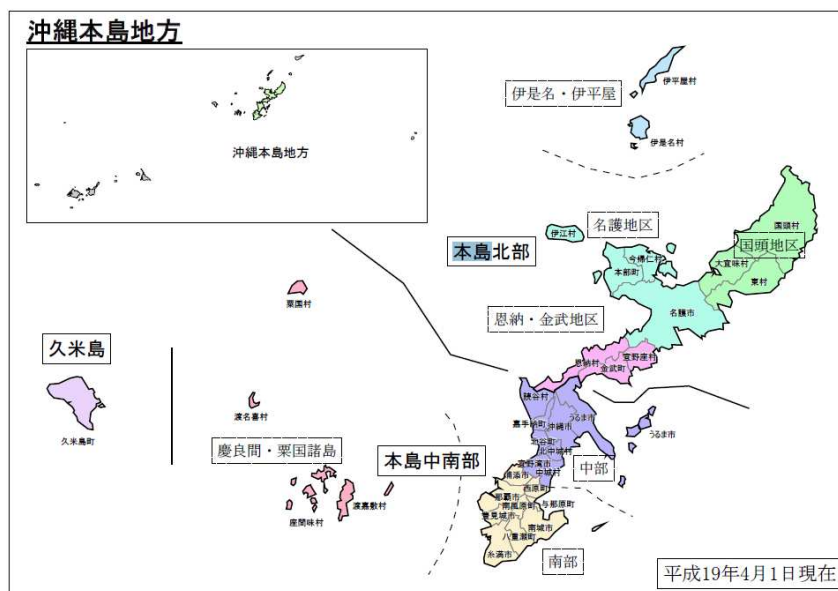 沖縄本島地方
沖縄本島地方
伊是名・伊平屋
伊平屋村
伊是名村
名護地区
伊江村
本島北部
国頭村
国頭地区
大宜味村
東村
今帰仁村
本部町
名護市
恩納・金武地区
恩納村
宜野座村
金武町
粟国村
久米島
久米島町
渡名喜村
慶良間・粟国諸島
座間味村
渡嘉敷村
本島中南部
読谷村
うるま市
嘉手納町
沖縄市
北谷町
北中城村
宜野湾市
中城村
うるま市
中部
浦添市
西原町
那覇市
与那原町
南風原町
豊見城市
南城市
八重瀬町
糸満市
南部
平成19年4月1日現在